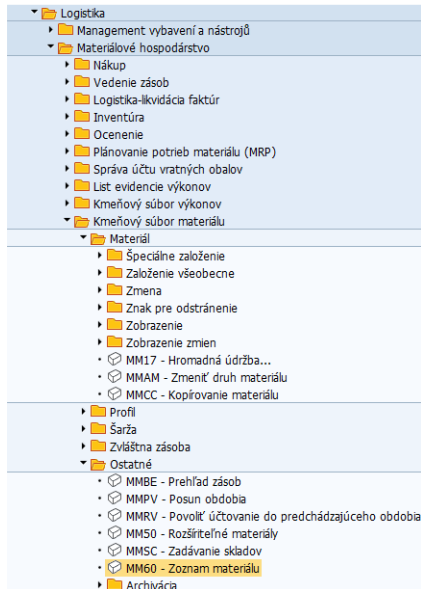 Logistika
Management vybavení a nástrojů
Materiálové hospodárstvo
Nákup
Vedenie zásob
Logistika-likvidácia faktúr
Inventúra
Ocenenie
Plánovanie potrieb materiálu (MRP)
Správa účtu vratných obalov
List evidencie výkonov
Kmeňový súbor výkonov
Kmeňový súbor materiálu
Materiál
Špeciálne založenie
Založenie všeobecne
Zmena
Znak pre odstránenie
Zobrazenie
Zobrazenie zmien
MM17 - Hromadná údržba...
MMAM - Zmeniť druh materiálu
MMCC - Kopírovanie materiálu
Profil
Šarža
Zvláštna zásoba
Ostatné
MMBE - Prehľad zásob
MMPV - Posun obdobia
MMRV - Povoliť účtovanie do predchádzajúceho obdobia
MM50 - Rozšíriteľné materiály
MMSC - Zadávanie skladov
MM60 - Zoznam materiálu
Archivácia